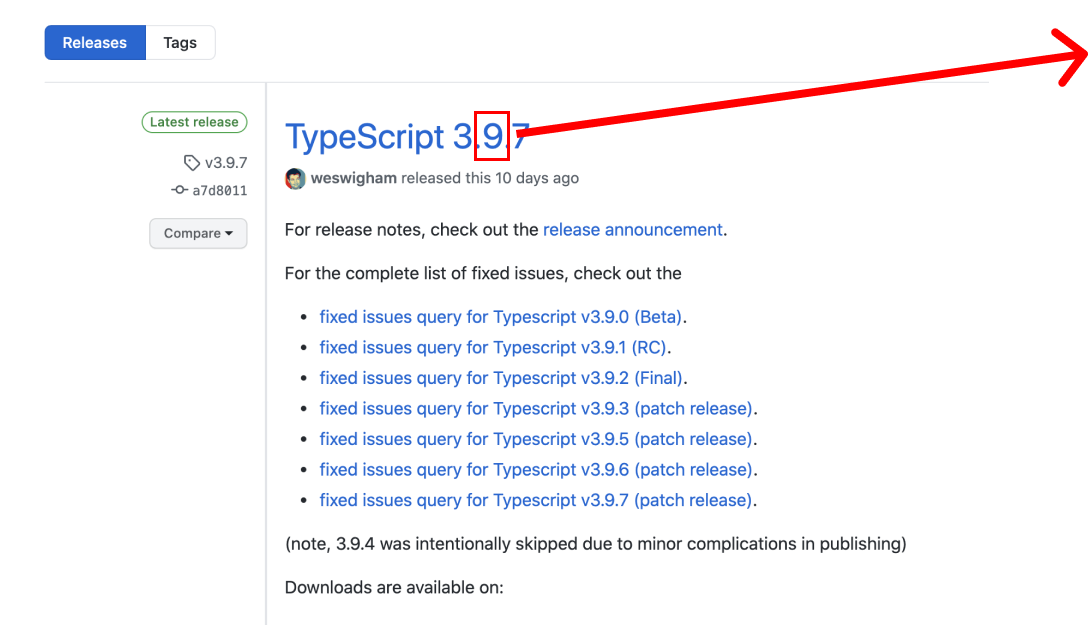 Releases Tags
Latest release
v3.9.7
a7d8011
Compare
TypeScript 3.9.7
weswigham released this 10 days ago
For release notes, check out the release announcement.
For the complete list of fixed issues, check out the
• fixed issues query for Typescript v3.9.0 (Beta).
• fixed issues query for Typescript v3.9.1 (RC).
• fixed issues query for Typescript v3.9.2 (Final).
• fixed issues query for Typescript v3.9.3 (patch release).
• fixed issues query for Typescript v3.9.5 (patch release).
• fixed issues query for Typescript v3.9.6 (patch release).
• fixed issues query for Typescript v3.9.7 (patch release).
(note, 3.9.4 was intentionally skipped due to minor complications in publishing)
Downloads are available on: